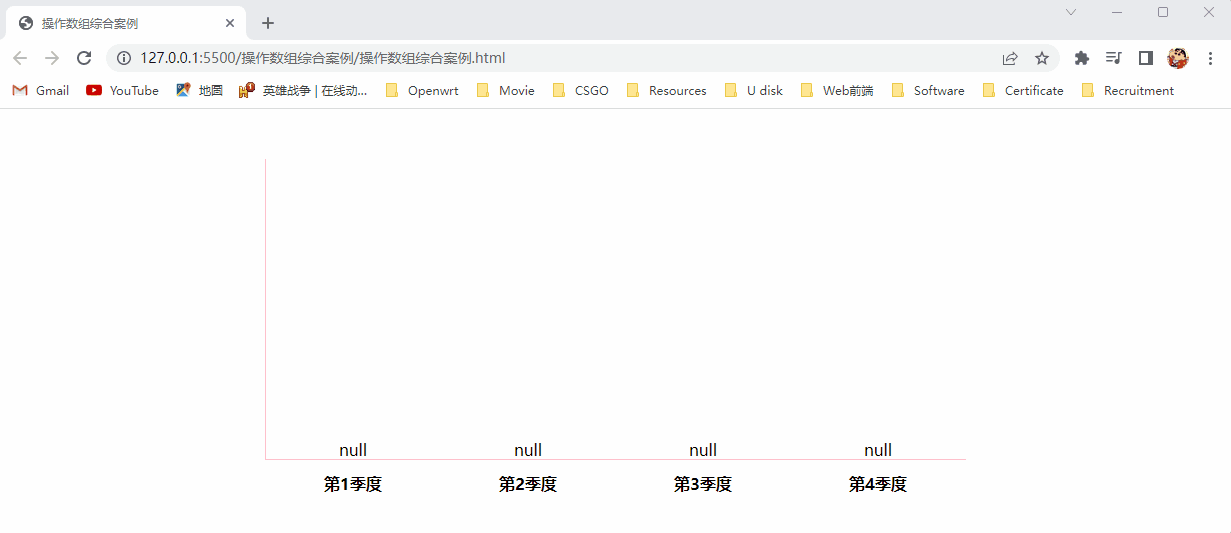 操作数组综合案例
127.0.0.1:5500/操作数组综合案例/操作数组综合案例.html
Gmail YouTube 地图 英雄战争 | 在线动... Openwrt Movie CSGO Resources U disk Web前端 Software Certificate Recruitment
null null null null
第1季度 第2季度 第3季度 第4季度